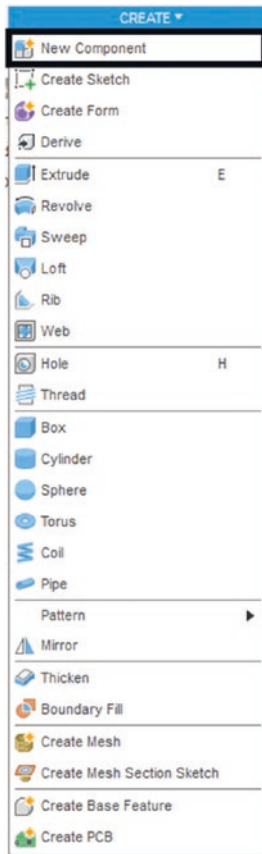 CREATE
New Component
Create Sketch
Create Form
Derive
Extrude E
Revolve
Sweep
Loft
Rib
Web
Hole H
Thread
Box
Cylinder
Sphere
Torus
Coil
Pipe
Pattern
Mirror
Thicken
Boundary Fill
Create Mesh
Create Mesh Section Sketch
Create Base Feature
Create PCB